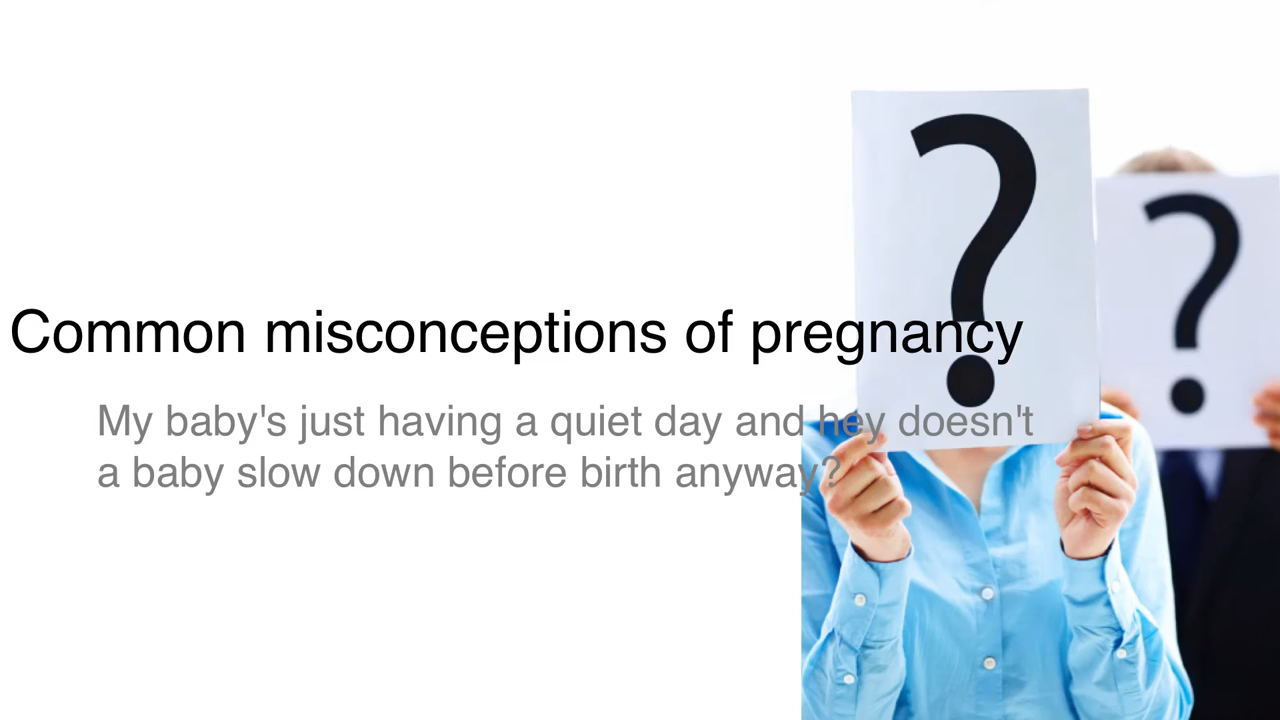 Common misconceptions of pregnancy
My baby's just having a quiet day and hey doesn't
a baby slow down before birth anyway?
?
?